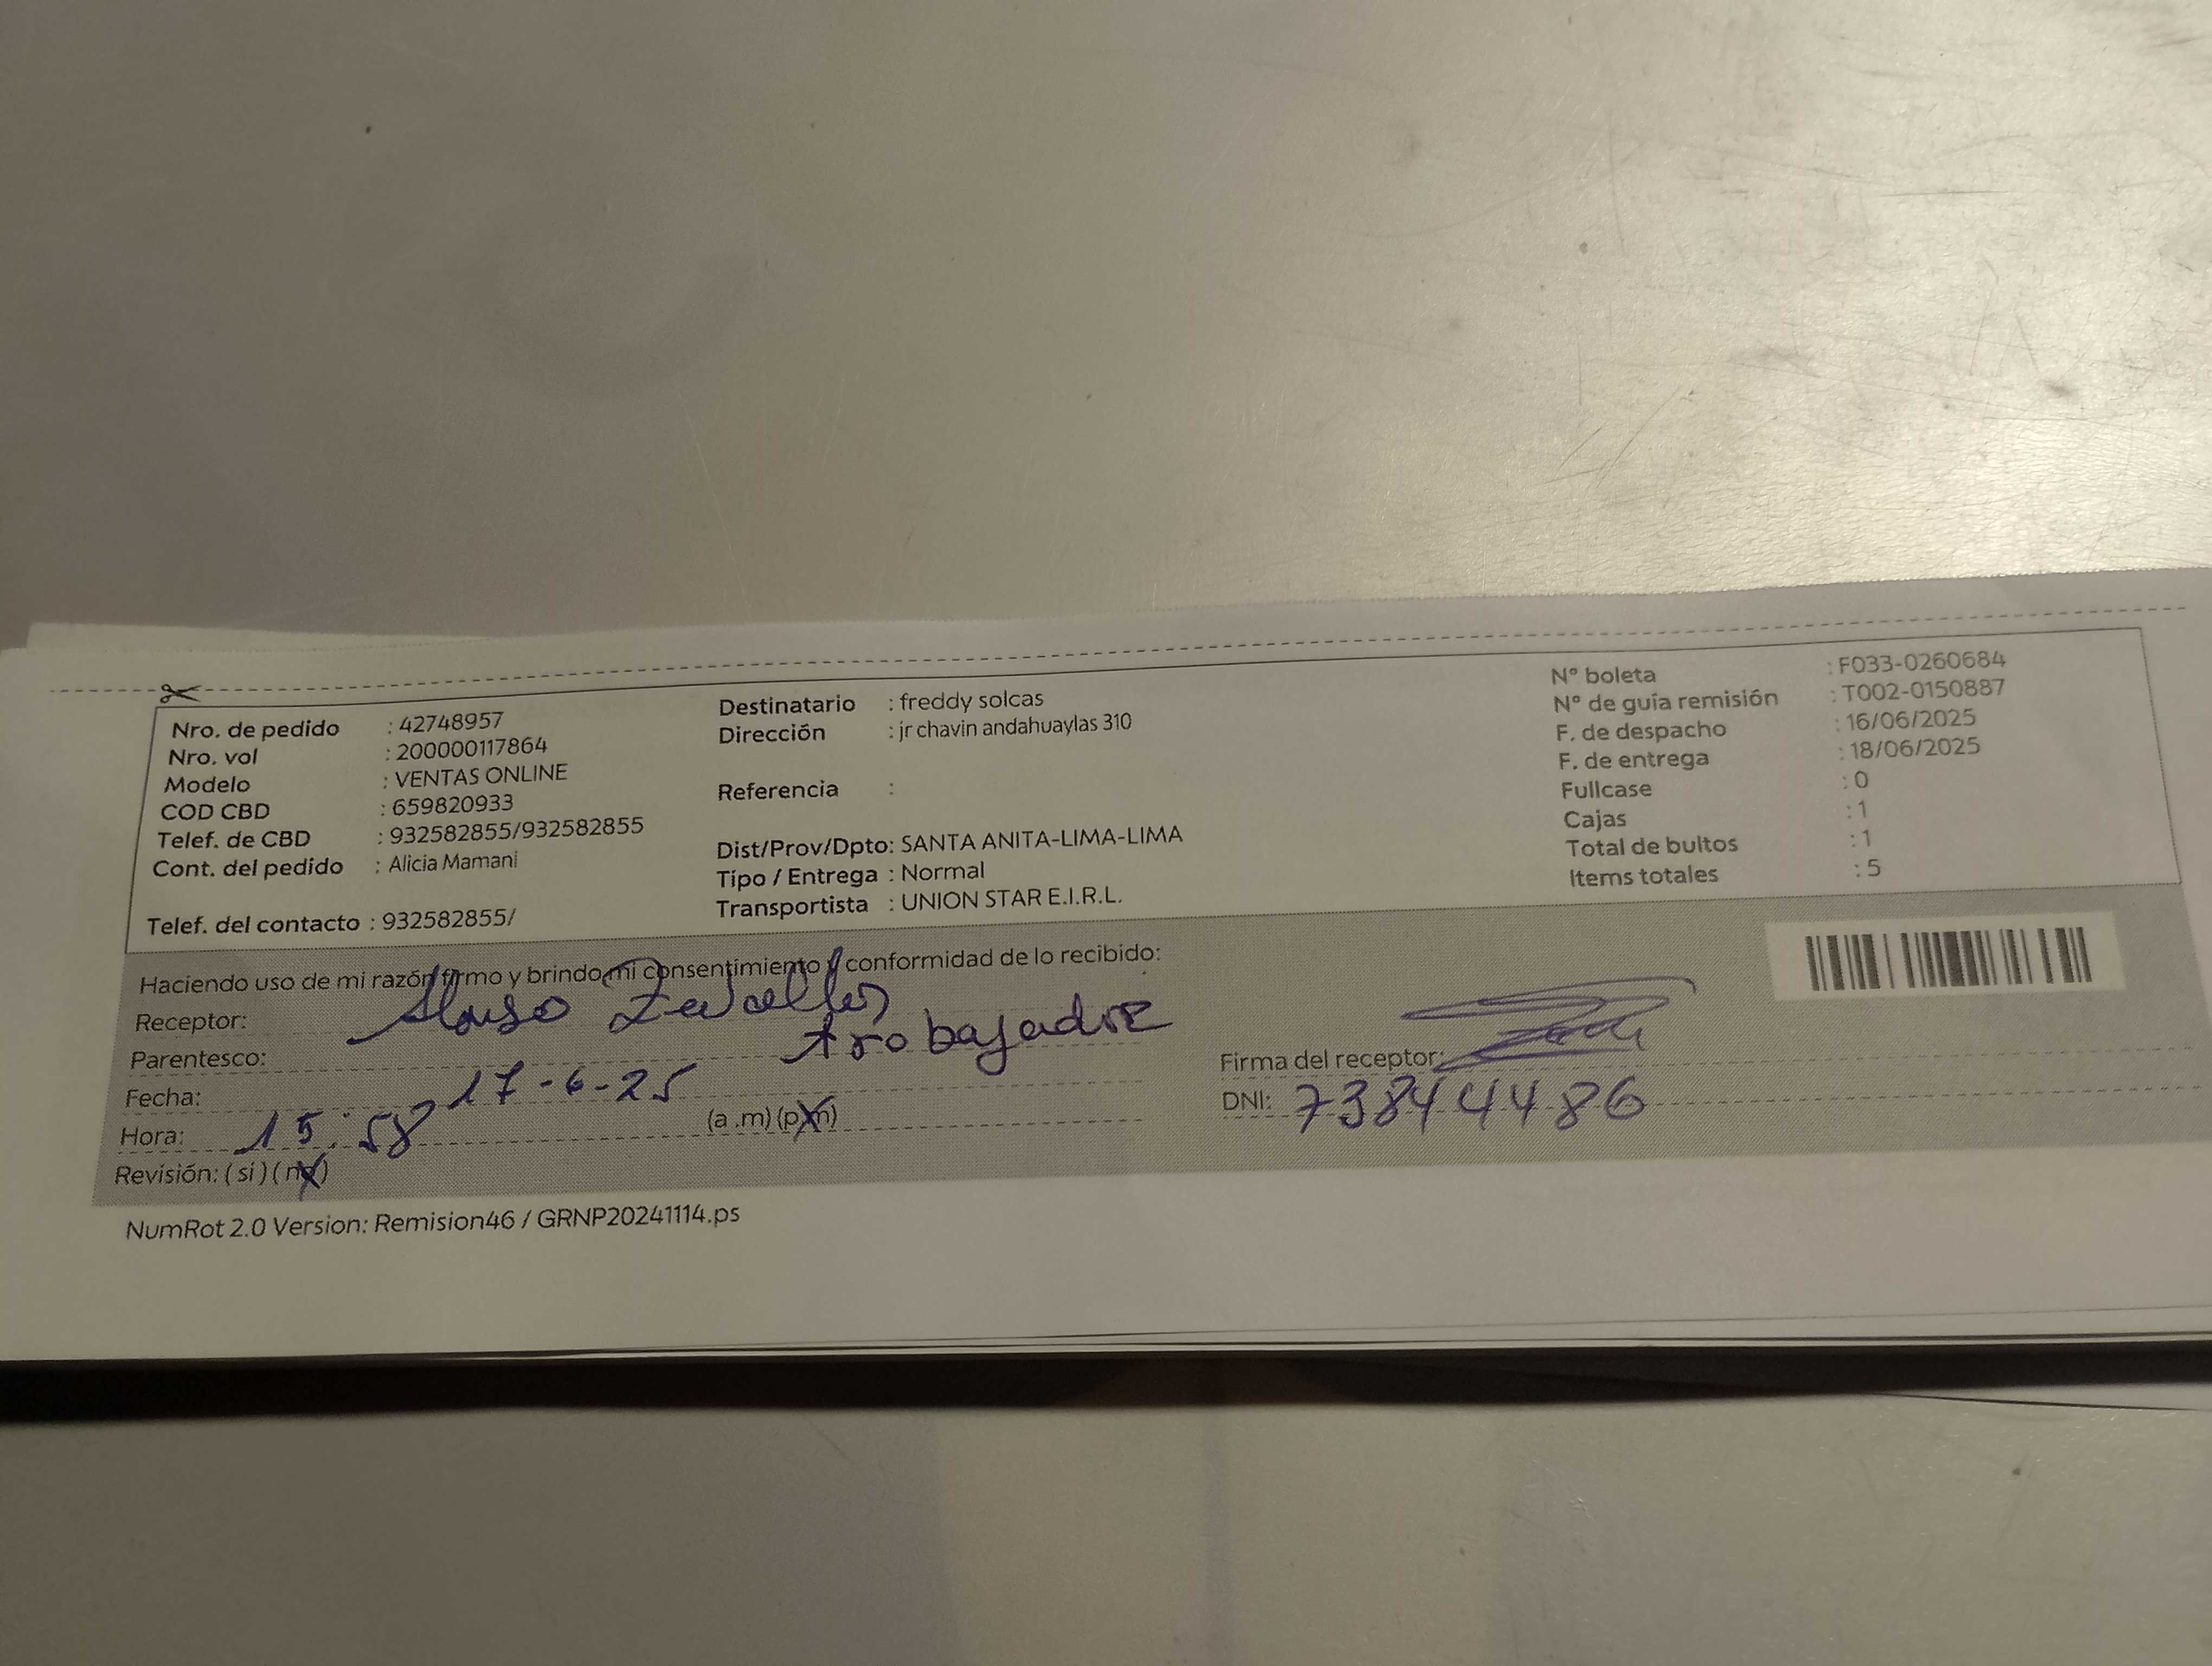 Nro. de pedido : 42748957
Nro. vol : 200000117864
Modelo : VENTAS ONLINE
COD CBD : 659820933
Telef. de CBD : 932582855/932582855
Cont. del pedido : Alicia Mamani
Telef. del contacto : 932582855/
Destinatario : freddy solcas
Dirección : jr chavin andahuaylas 310
Referencia :
Dist/Prov/Dpto: SANTA ANITA-LIMA-LIMA
Tipo / Entrega : Normal
Transportista : UNION STAR E.I.R.L.
N° boleta : F033-0260684
N° de guía remisión : T002-0150887
F. de despacho : 16/06/2025
F. de entrega : 18/06/2025
Fullcase : 0
Cajas : 1
Total de bultos : 1
Items totales : 5
Haciendo uso de mi razón firmo y brindo mi consentimiento y conformidad de lo recibido:
Receptor:
Parentesco: trabajador
Fecha: 17-6-25
Hora: 15:58 (a .m) (p.m)
Revisión: ( si ) ( no )
Firma del receptor:
DNI: 73844486
NumRot 2.0 Version: Remision46 / GRNP20241114.ps